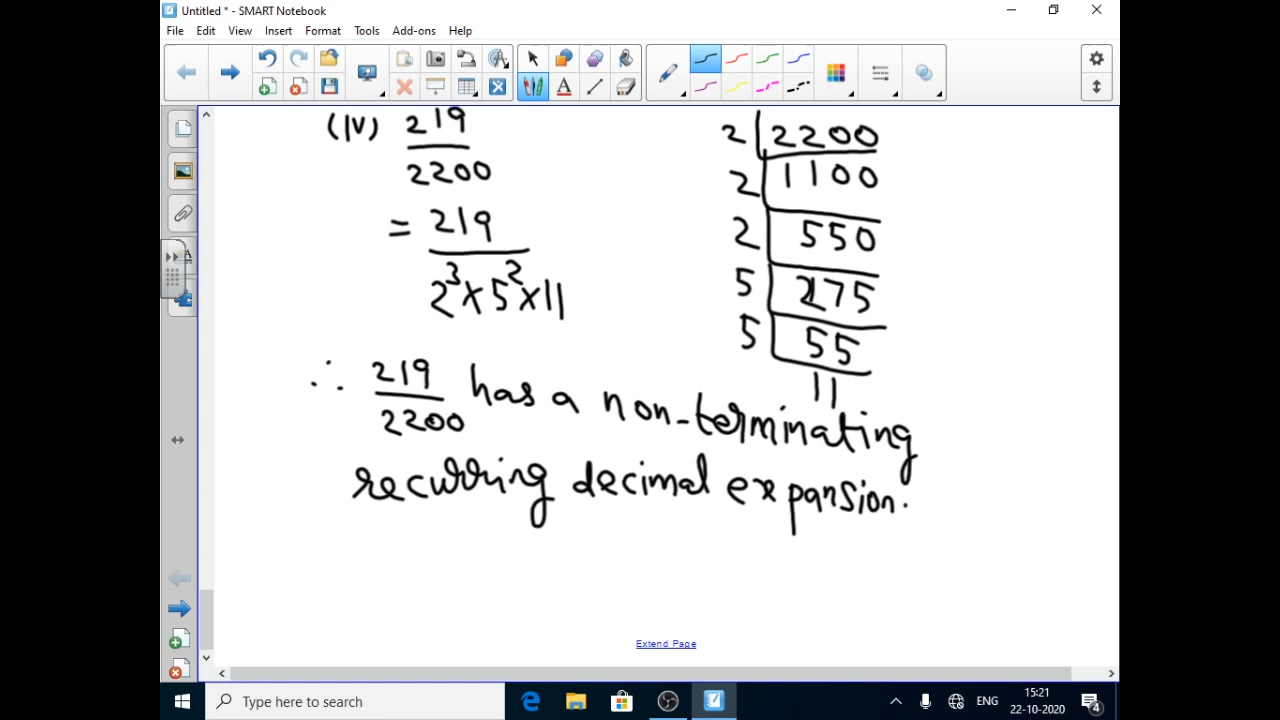 Untitled * - SMART Notebook
File Edit View Insert Format Tools Add-ons Help
(IV) 219
2200
= 219
2³ × 5² × 11
2 2200
2 1100
2 550
5 275
5 55
11
∴ 219/2200 has a non-terminating
recurring decimal expansion.
Extend Page
Type here to search
ENG
15:21
22-10-2020
4